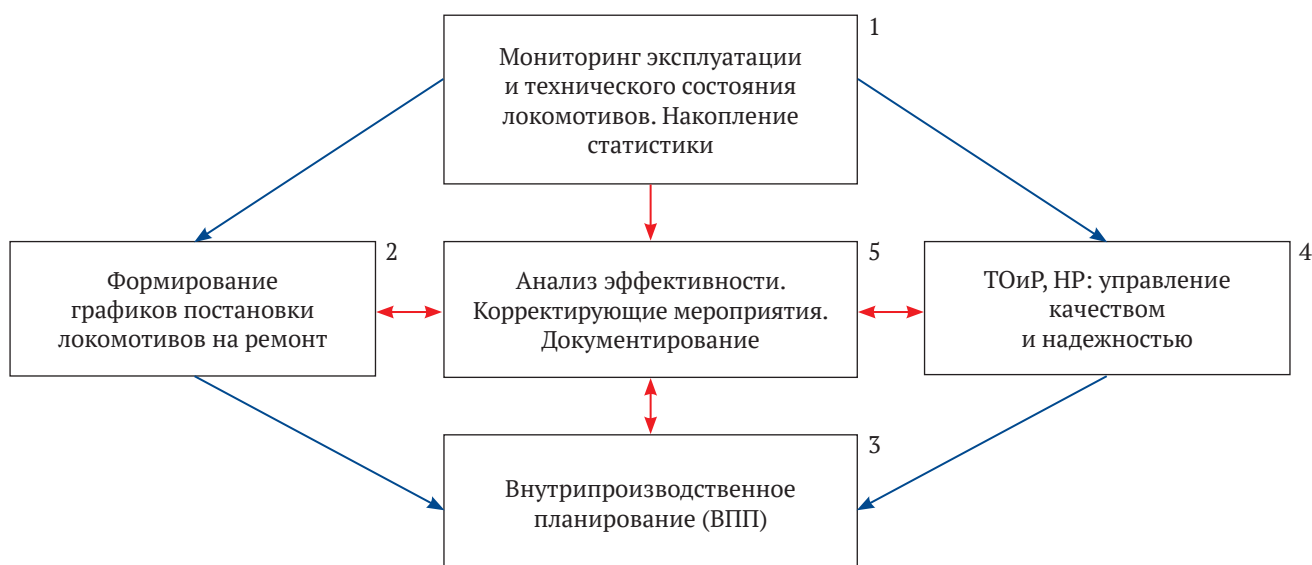 1
Мониторинг эксплуатации
и технического состояния
локомотивов. Накопление
статистики
2
Формирование
графиков постановки
локомотивов на ремонт
5
Анализ эффективности.
Корректирующие мероприятия.
Документирование
4
ТОиР, НР: управление
качеством
и надежностью
3
Внутрипроизводственное
планирование (ВПП)